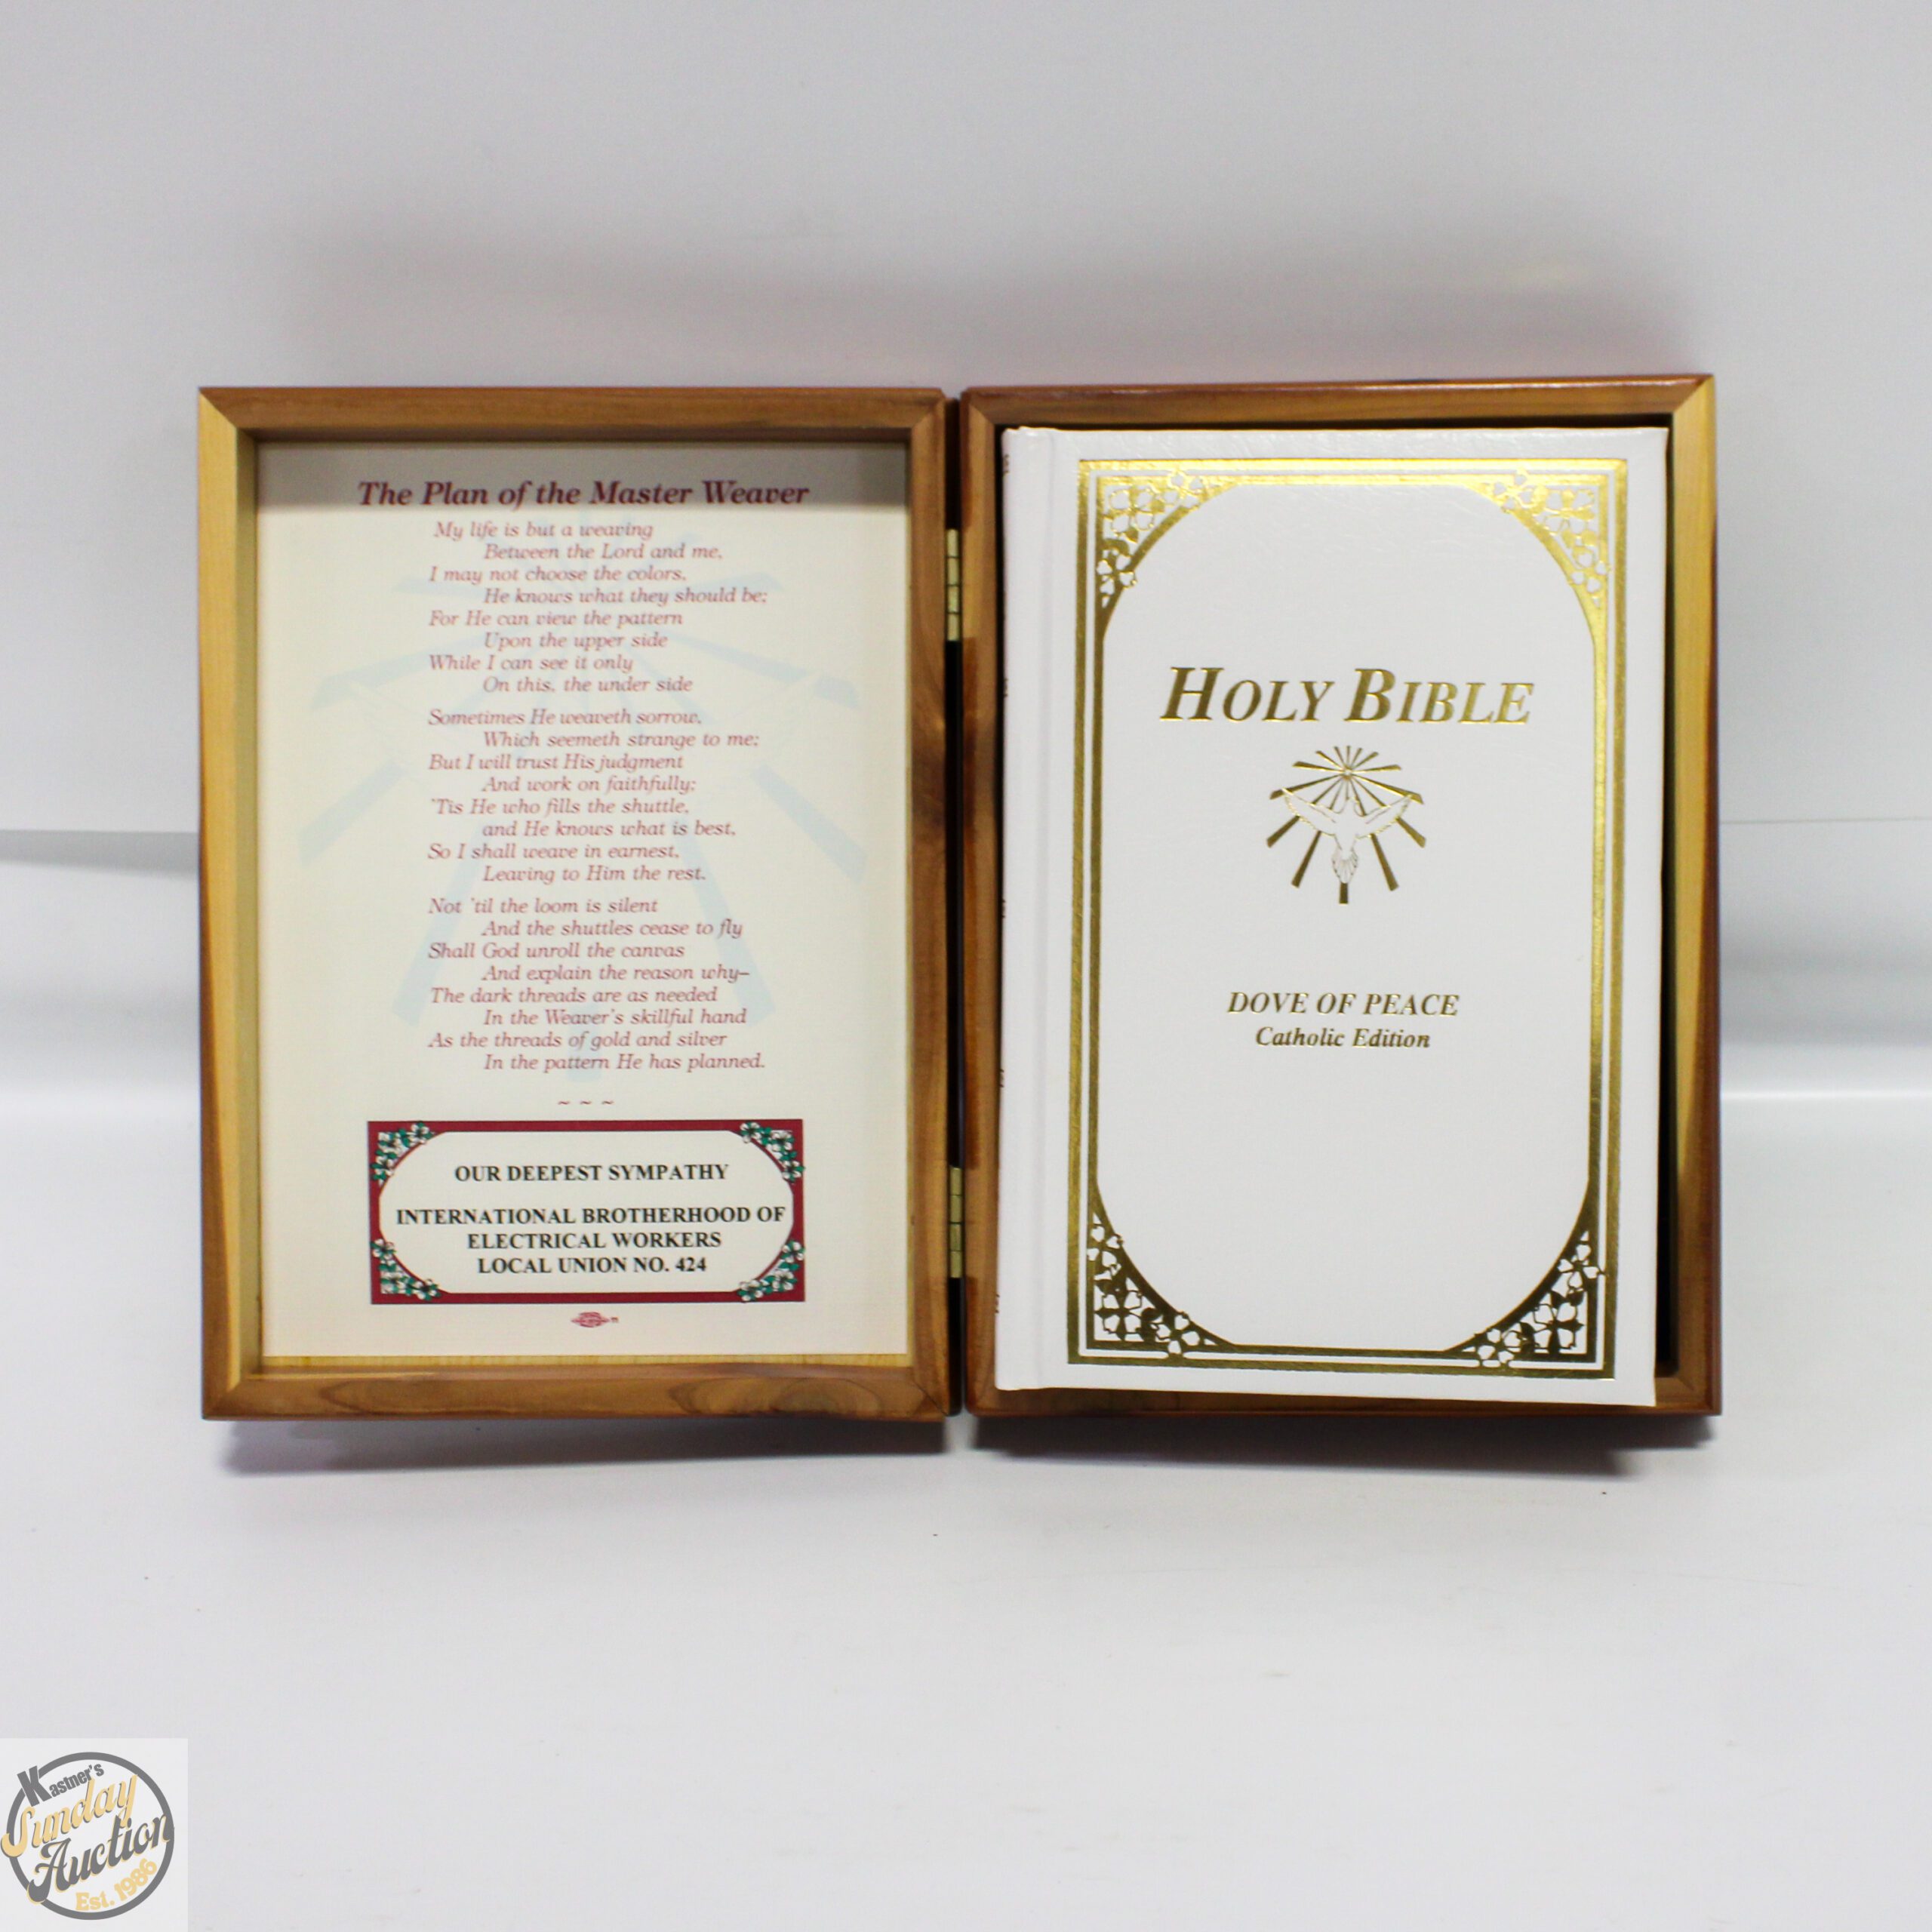 The Plan of the Master Weaver
My life is but a weaving
Between the Lord and me,
I may not choose the colors,
He knows what they should be;
For He can view the pattern
Upon the upper side
While I can see it only
On this, the under side
Sometimes He weaveth sorrow,
Which seemeth strange to me;
But I will trust His judgment
And work on faithfully;
'Tis He who fills the shuttle,
and He knows what is best,
So I shall weave in earnest,
Leaving to Him the rest.
Not 'til the loom is silent
And the shuttles cease to fly
Shall God unroll the canvas
And explain the reason why–
The dark threads are as needed
In the Weaver's skillful hand
As the threads of gold and silver
In the pattern He has planned.
~ ~ ~
OUR DEEPEST SYMPATHY
INTERNATIONAL BROTHERHOOD OF
ELECTRICAL WORKERS
LOCAL UNION NO. 424
HOLY BIBLE
DOVE OF PEACE
Catholic Edition
Kastner's
Sunday
Auction
Est. 1986